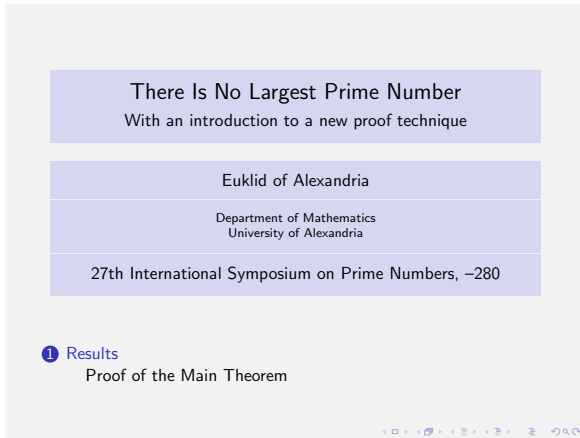 There Is No Largest Prime Number
With an introduction to a new proof technique
Euklid of Alexandria
Department of Mathematics
University of Alexandria
27th International Symposium on Prime Numbers, –280
1 Results
Proof of the Main Theorem